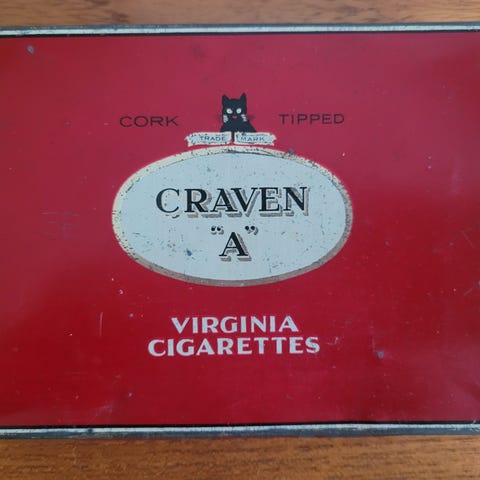 CORK TIPPED
TRADE MARK
CRAVEN
"A"
VIRGINIA
CIGARETTES